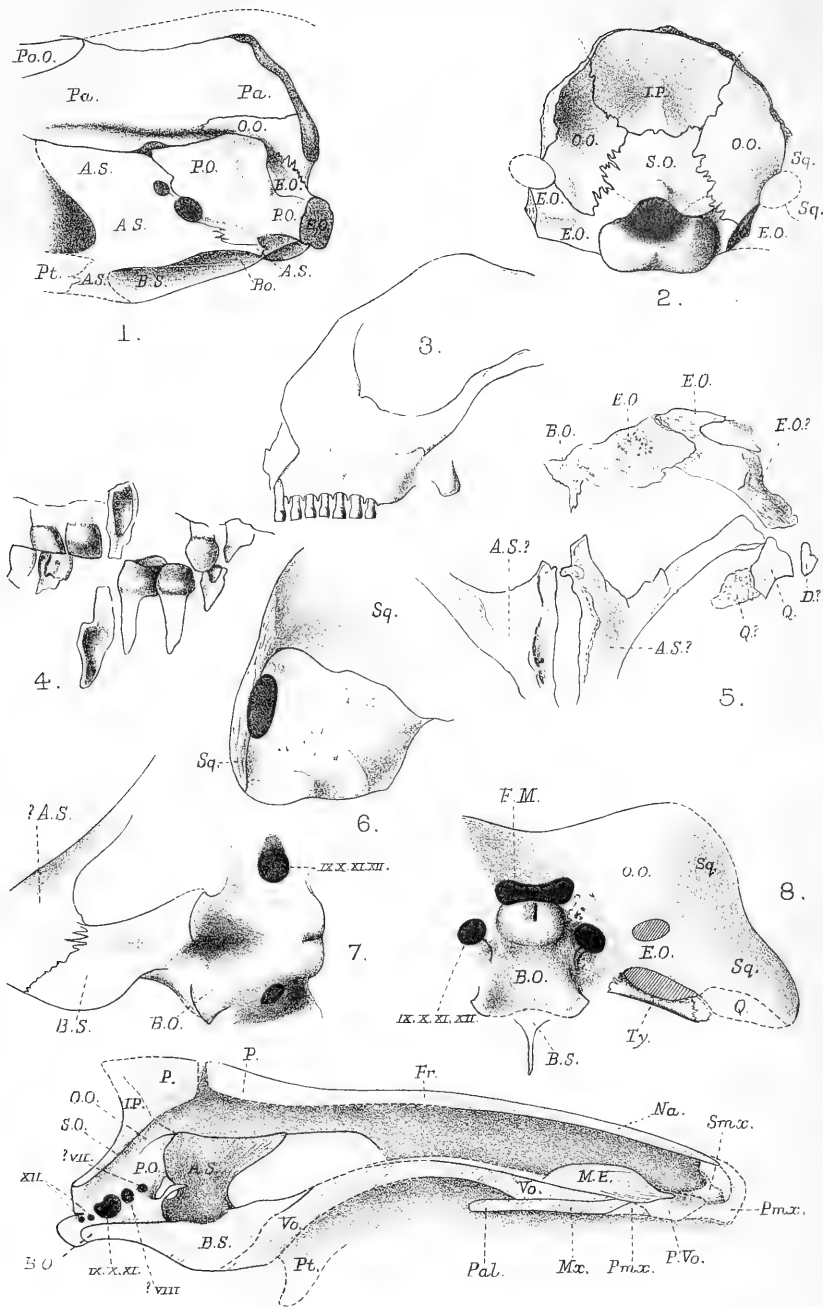 Po.O.
Pa.
Pa.
O.O.
A.S.
P.O.
E.O.
A.S.
P.O.
E.O.
Pt.
A.S.
B.S.
Bo.
A.S.
1.
I.P.
O.O.
O.O.
S.O.
Sq.
Sq.
E.O.
E.O.
E.O.
2.
3.
4.
E.O.
E.O
B.O.
E.O.?
A.S.?
A.S.?
Q.?
Q.
D.?
5.
Sq.
Sq.
6.
?A.S.
IX.X.XI.XII.
B.S.
B.O.
7.
F.M.
O.O.
Sq.
8.
E.O.
B.O.
Sq.
IX.X.XI.XII.
Q.
Ty.
B.S.
P.
P.
Fr.
I.P.
O.O.
Na.
S.O.
Smx.
?VII.
P.O.
A.S.
XII.
M.E.
Vo.
Pmx.
B.S.
Vo.
B.O
IX.X.XI.
?VIII
Pt.
Pal.
Mx.
Pmx.
P.Vo.